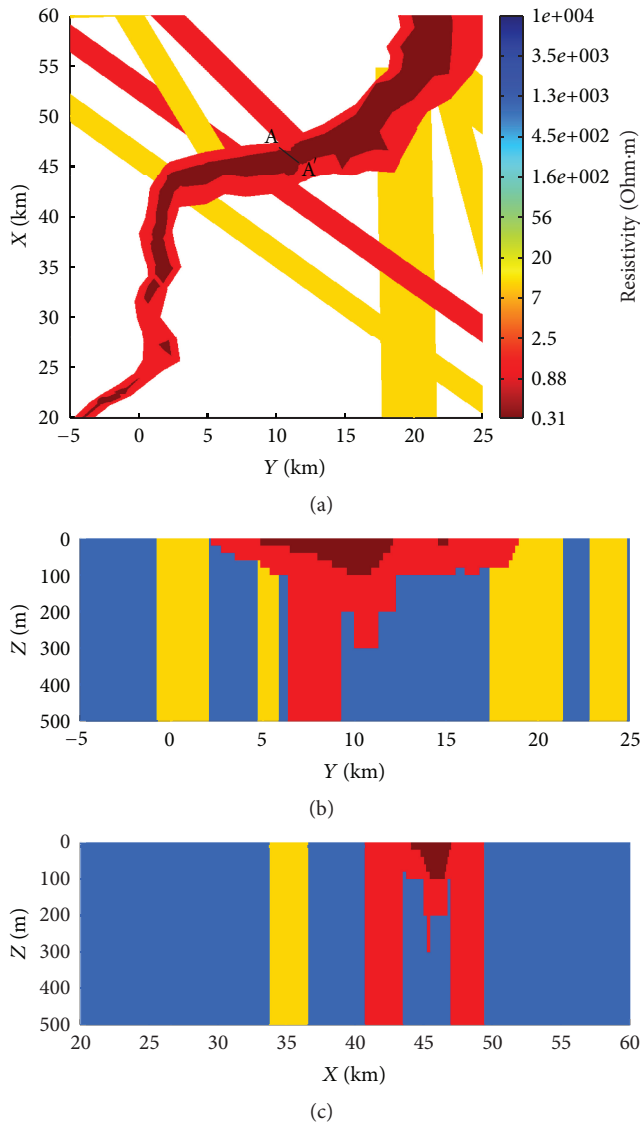 60
55
50
45
40
35
30
25
20
X (km)
A
A′
−5 0 5 10 15 20 25
Y (km)
1e+004
3.5e+003
1.3e+003
4.5e+002
1.6e+002
56
20
7
2.5
0.88
0.31
Resistivity (Ohm·m)
(a)
0
100
200
300
400
500
Z (m)
−5 0 5 10 15 20 25
Y (km)
(b)
0
100
200
300
400
500
Z (m)
20 25 30 35 40 45 50 55 60
X (km)
(c)